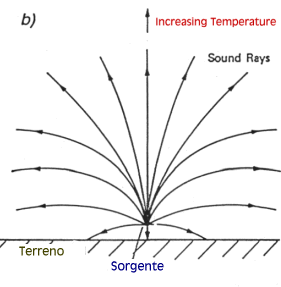 b)
Increasing Temperature
Sound Rays
Terreno
Sorgente